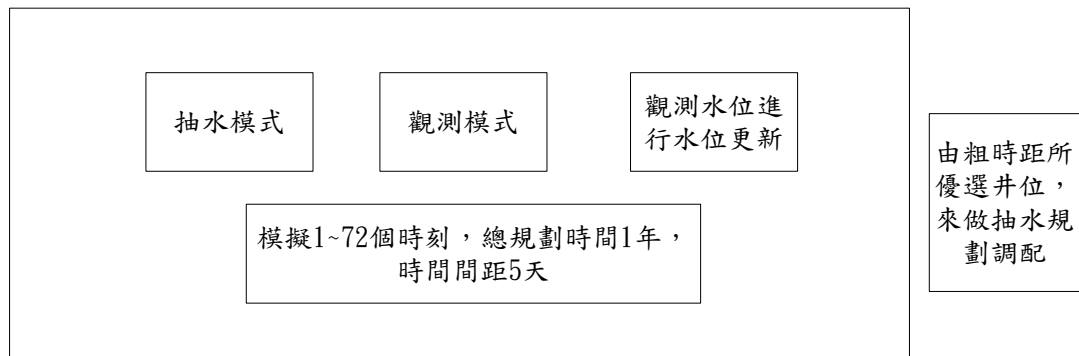 抽水模式
觀測模式
觀測水位進
行水位更新
模擬1~72個時刻，總規劃時間1年，
時間間距5天
由粗時距所
優選井位，
來做抽水規
劃調配